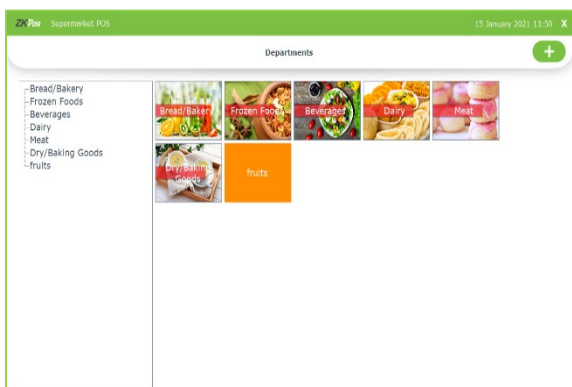 ZKPos Supermarket POS
15 January 2021 13:50 X
Departments
+
Bread/Bakery
Frozen Foods
Beverages
Dairy
Meat
Dry/Baking Goods
fruits
Bread/Bakery
Frozen Foods
Beverages
Dairy
Meat
Dry/Baking
Goods
fruits